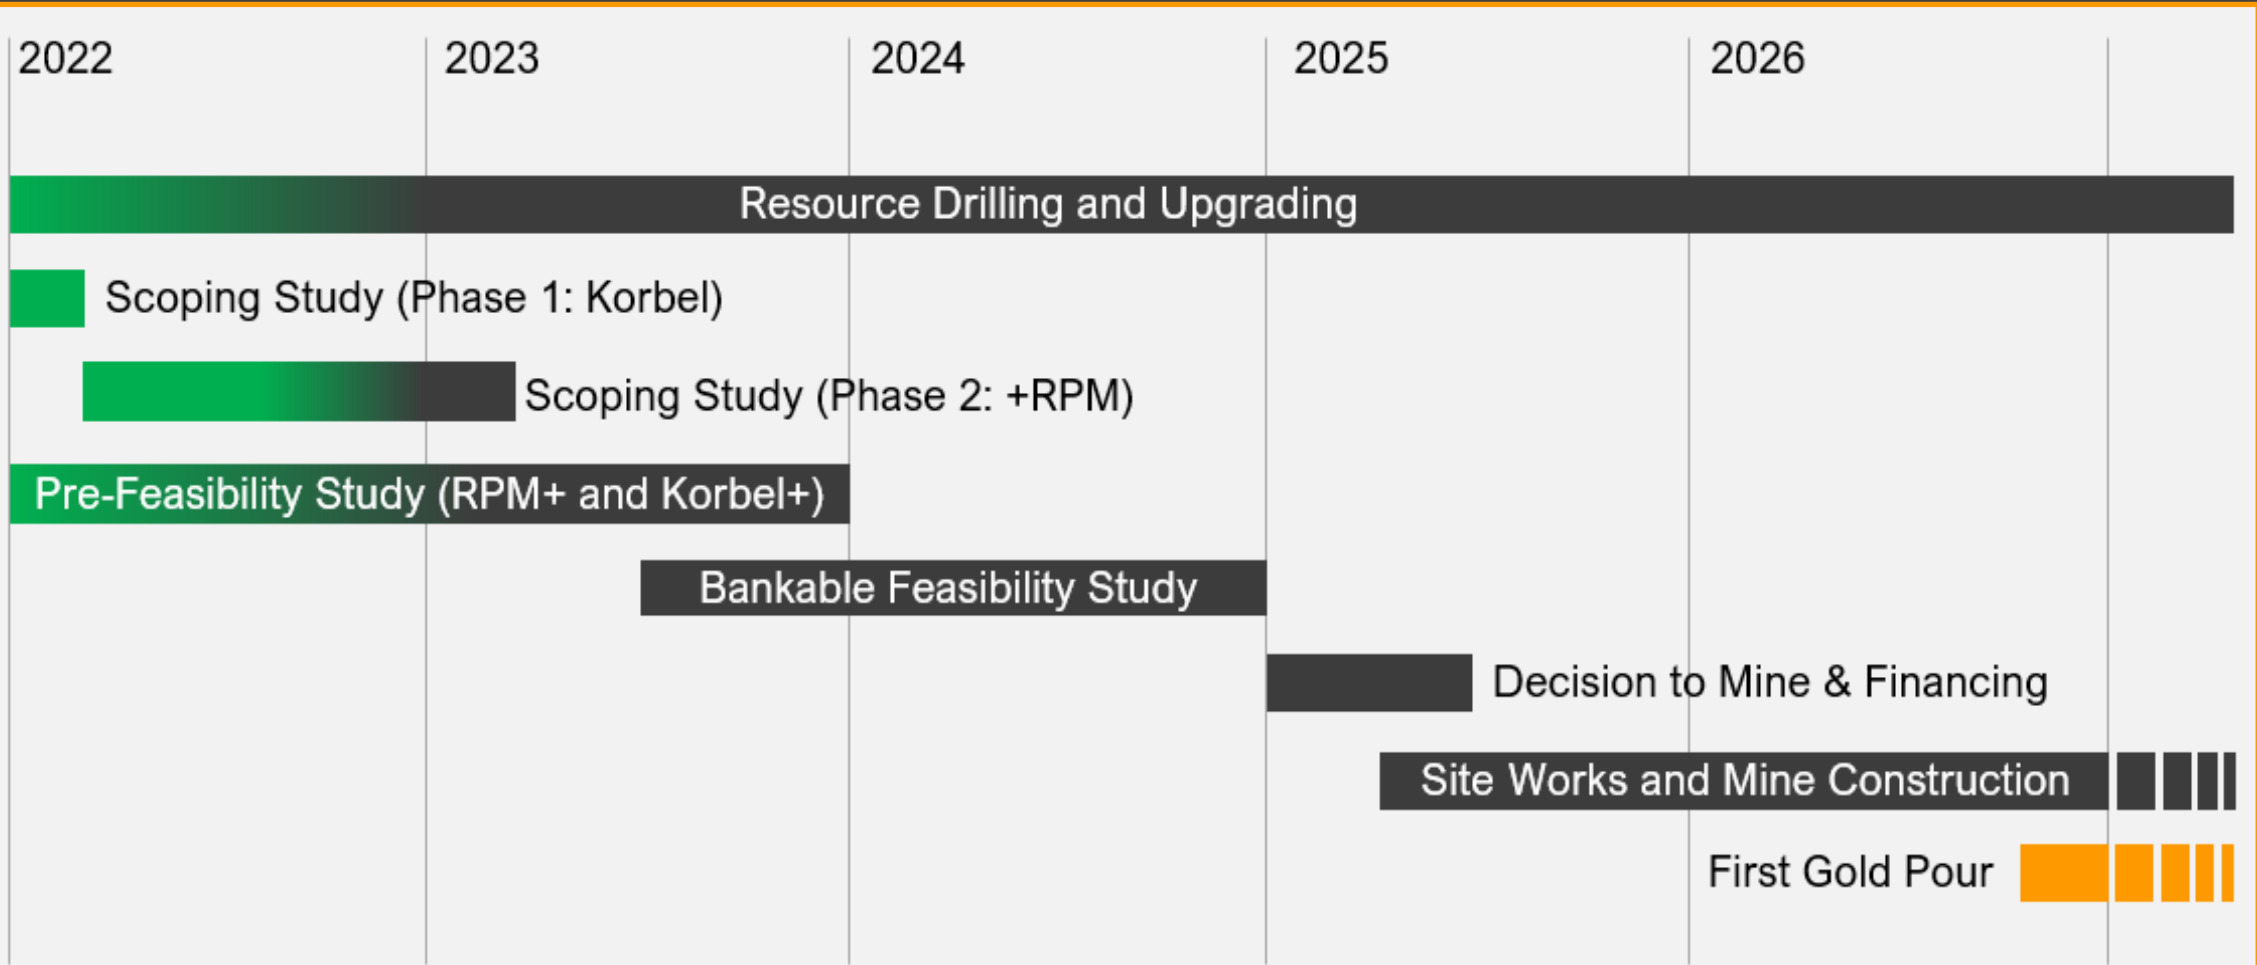 2022
2023
2024
2025
2026
Resource Drilling and Upgrading
Scoping Study (Phase 1: Korbel)
Scoping Study (Phase 2: +RPM)
Pre-Feasibility Study (RPM+ and Korbel+)
Bankable Feasibility Study
Decision to Mine & Financing
Site Works and Mine Construction
First Gold Pour